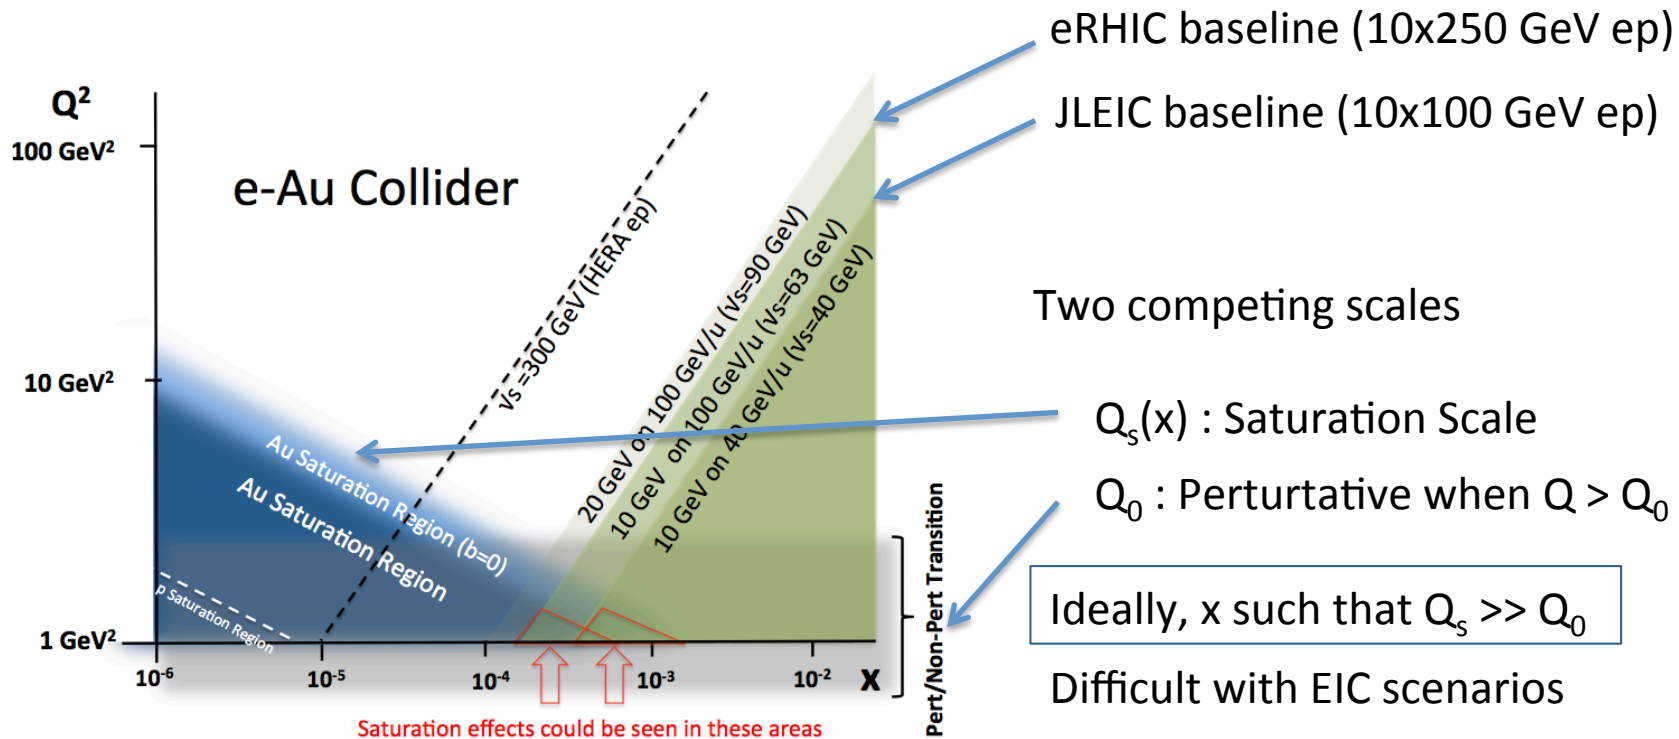 eRHIC baseline (10x250 GeV ep)
Q²
JLEIC baseline (10x100 GeV ep)
100 GeV²
e-Au Collider
√s =300 GeV (HERA ep)
20 GeV on 100 GeV/u (√s=90 GeV)
10 GeV on 100 GeV/u (√s=63 GeV)
10 GeV on 40 GeV/u (√s=40 GeV)
Two competing scales
10 GeV²
Qs(x) : Saturation Scale
Au Saturation Region (b=0)
Au Saturation Region
Q0 : Perturtative when Q > Q0
Pert/Non-Pert Transition
p Saturation Region
Ideally, x such that Qs >> Q0
1 GeV²
10⁻⁶
10⁻⁵
10⁻⁴
10⁻³
10⁻²
X
Difficult with EIC scenarios
Saturation effects could be seen in these areas